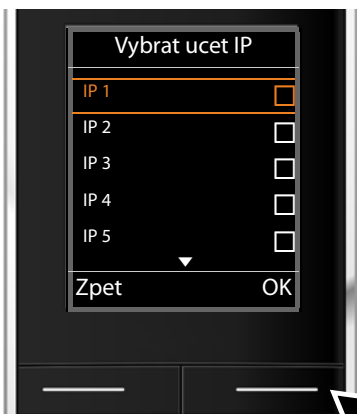 Vybrat ucet IP
IP 1
IP 2
IP 3
IP 4
IP 5
Zpet OK